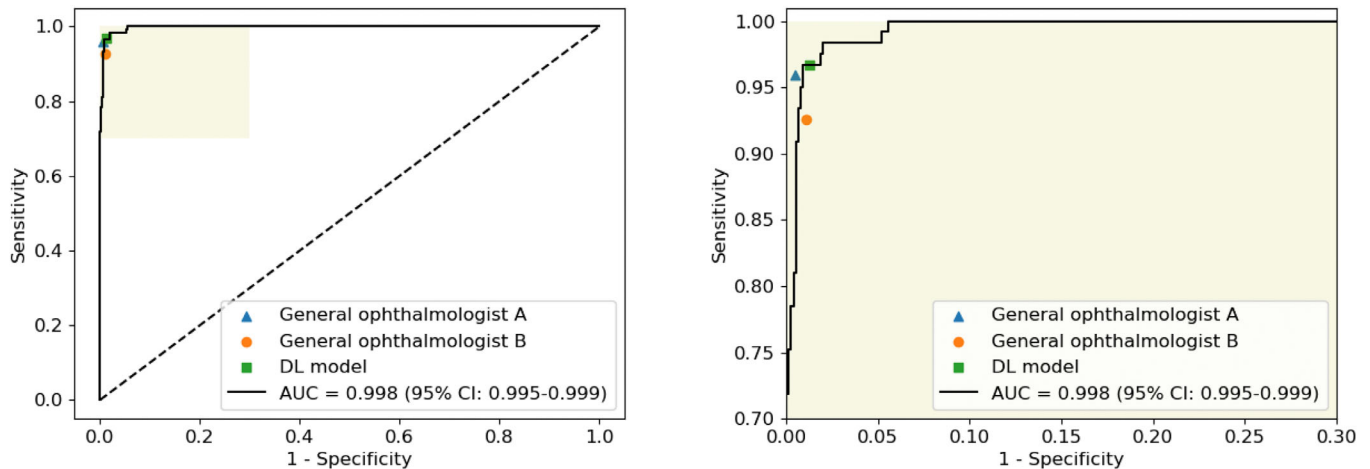 1.0
0.8
0.6
0.4
0.2
0.0
Sensitivity
0.0 0.2 0.4 0.6 0.8 1.0
1 - Specificity
General ophthalmologist A
General ophthalmologist B
DL model
AUC = 0.998 (95% CI: 0.995-0.999)
1.00
0.95
0.90
0.85
0.80
0.75
0.70
Sensitivity
0.00 0.05 0.10 0.15 0.20 0.25 0.30
1 - Specificity
General ophthalmologist A
General ophthalmologist B
DL model
AUC = 0.998 (95% CI: 0.995-0.999)